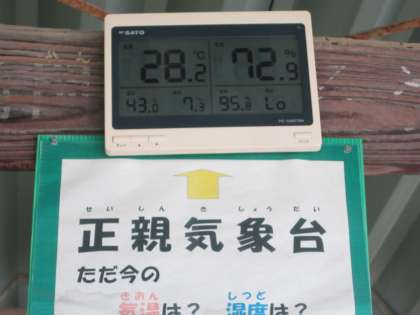 SATO
28.2 ℃ 72.9 %
43.0 7.3 95.8 Lo
せいしん きしょうだい
正親気象台
ただ今の
きおん しつど
気温は? 湿度は?